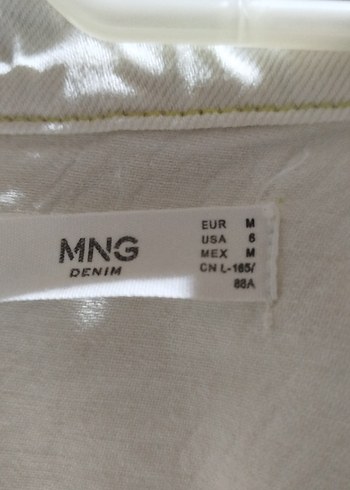 MNG
DENIM
EUR M
USA 6
MEX M
CN L-165/
88A